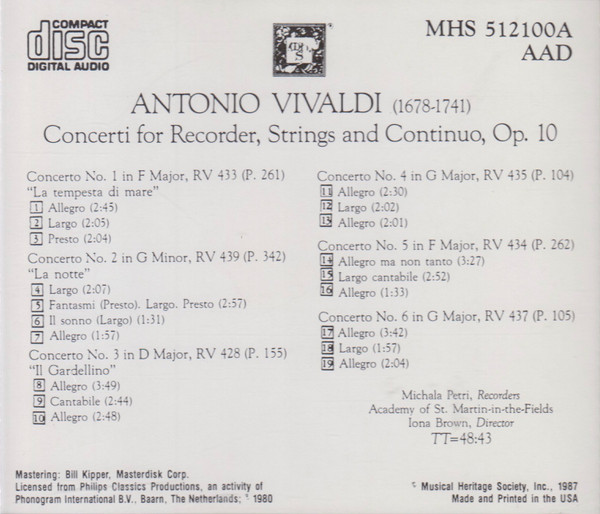 COMPACT
disc
DIGITAL AUDIO
MHS 512100A
AAD
ANTONIO VIVALDI (1678-1741)
Concerti for Recorder, Strings and Continuo, Op. 10
Concerto No. 1 in F Major, RV 433 (P. 261)
"La tempesta di mare"
1 Allegro (2:45)
2 Largo (2:05)
3 Presto (2:04)
Concerto No. 2 in G Minor, RV 439 (P. 342)
"La notte"
4 Largo (2:07)
5 Fantasmi (Presto). Largo. Presto (2:57)
6 Il sonno (Largo) (1:31)
7 Allegro (1:57)
Concerto No. 3 in D Major, RV 428 (P. 155)
"Il Gardellino"
8 Allegro (3:49)
9 Cantabile (2:44)
10 Allegro (2:48)
Concerto No. 4 in G Major, RV 435 (P. 104)
11 Allegro (2:30)
12 Largo (2:02)
13 Allegro (2:01)
Concerto No. 5 in F Major, RV 434 (P. 262)
14 Allegro ma non tanto (3:27)
15 Largo cantabile (2:52)
16 Allegro (1:33)
Concerto No. 6 in G Major, RV 437 (P. 105)
17 Allegro (3:42)
18 Largo (1:57)
19 Allegro (2:04)
Michala Petri, Recorders
Academy of St. Martin-in-the-Fields
Iona Brown, Director
TT=48:43
Mastering: Bill Kipper, Masterdisk Corp.
Licensed from Philips Classics Productions, an activity of
Phonogram International B.V., Baarn, The Netherlands; ℗ 1980
© Musical Heritage Society, Inc., 1987
Made and Printed in the USA